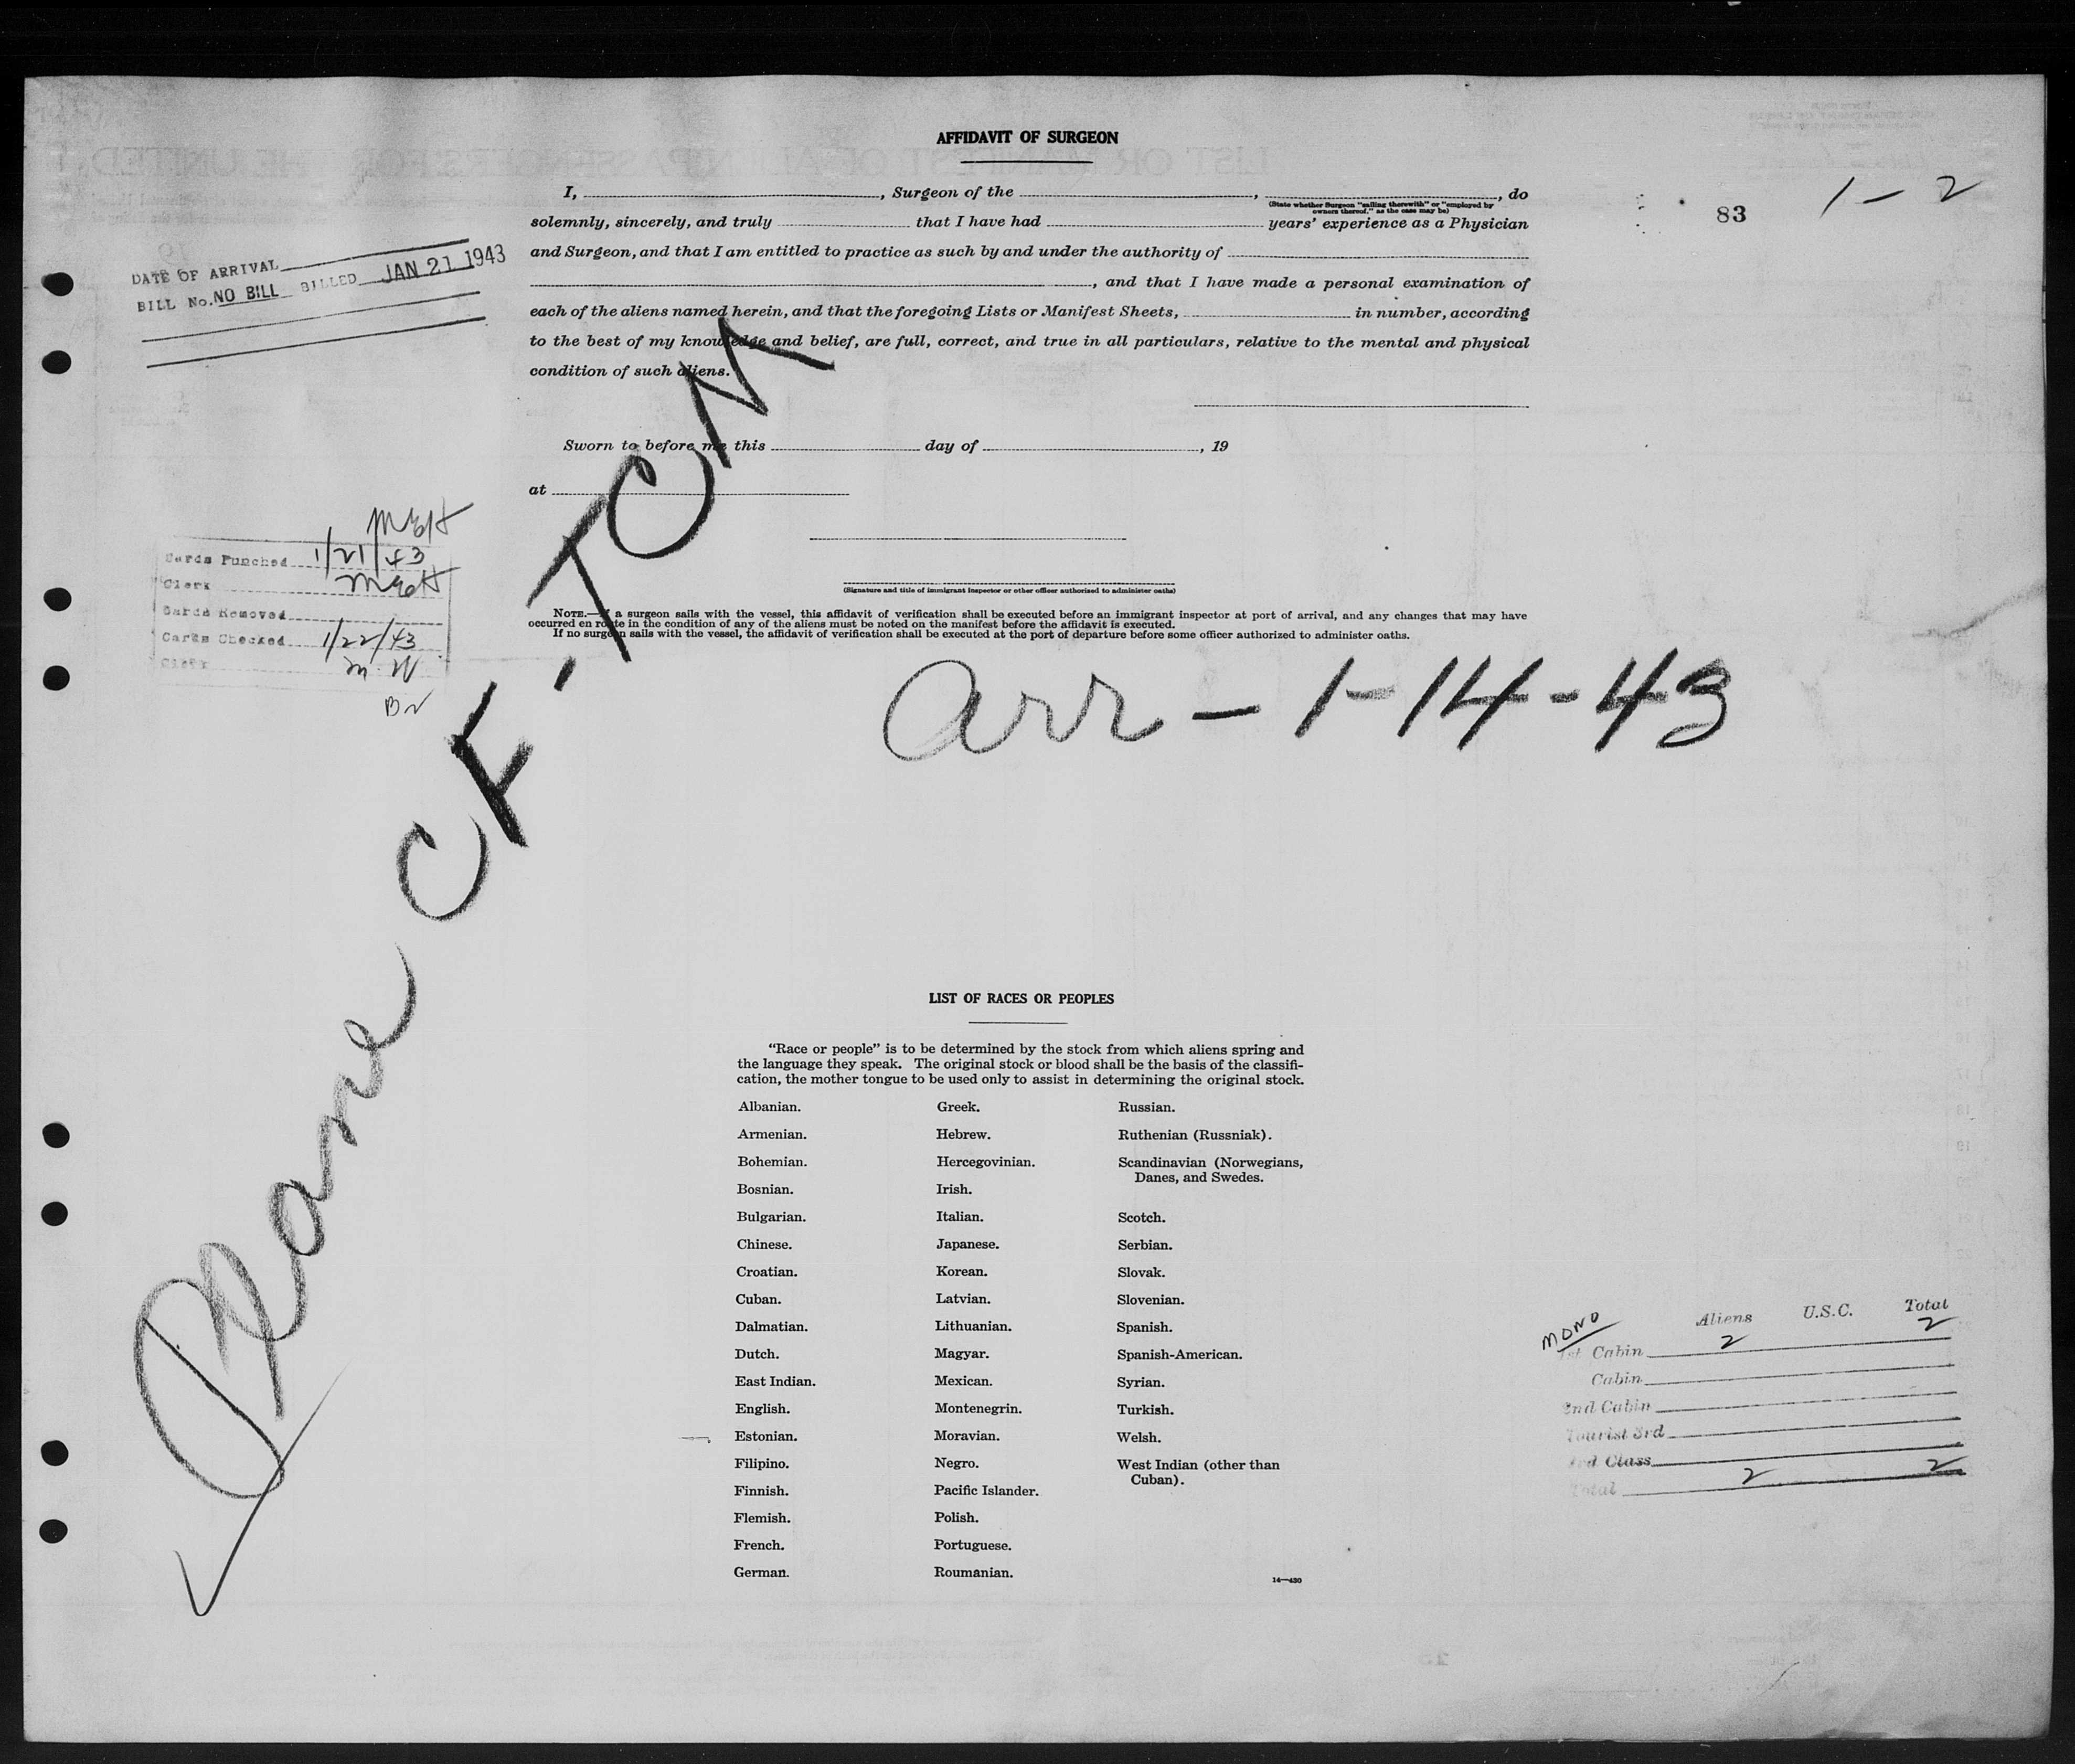 AFFIDAVIT OF SURGEON
I, , Surgeon of the , , do
(State whether Surgeon "sailing therewith" or "employed by
owners thereof," as the case may be)
solemnly, sincerely, and truly that I have had years' experience as a Physician
and Surgeon, and that I am entitled to practice as such by and under the authority of
, and that I have made a personal examination of
each of the aliens named herein, and that the foregoing Lists or Manifest Sheets, in number, according
to the best of my knowledge and belief, are full, correct, and true in all particulars, relative to the mental and physical
condition of such aliens.
83
1-2
DATE OF ARRIVAL
BILL No. NO BILL BILLED JAN 21 1943
Sworn to before me this day of , 19
at
(Signature and title of immigrant inspector or other officer authorized to administer oaths)
Cards Punched 1/21/43
Clerk
Cards Removed
Cards Checked 1/22/43
Clerk M. W
NOTE.—If a surgeon sails with the vessel, this affidavit of verification shall be executed before an immigrant inspector at port of arrival, and any changes that may have
occurred en route in the condition of any of the aliens must be noted on the manifest before the affidavit is executed.
If no surgeon sails with the vessel, the affidavit of verification shall be executed at the port of departure before some officer authorized to administer oaths.
Plane CF-TCM
arr - 1-14-43
LIST OF RACES OR PEOPLES
"Race or people" is to be determined by the stock from which aliens spring and
the language they speak. The original stock or blood shall be the basis of the classifi-
cation, the mother tongue to be used only to assist in determining the original stock.
Albanian.
Armenian.
Bohemian.
Bosnian.
Bulgarian.
Chinese.
Croatian.
Cuban.
Dalmatian.
Dutch.
East Indian.
English.
Estonian.
Filipino.
Finnish.
Flemish.
French.
German.
Greek.
Hebrew.
Hercegovinian.
Irish.
Italian.
Japanese.
Korean.
Latvian.
Lithuanian.
Magyar.
Mexican.
Montenegrin.
Moravian.
Negro.
Pacific Islander.
Polish.
Portuguese.
Roumanian.
Russian.
Ruthenian (Russniak).
Scandinavian (Norwegians,
Danes, and Swedes.
Scotch.
Serbian.
Slovak.
Slovenian.
Spanish.
Spanish-American.
Syrian.
Turkish.
Welsh.
West Indian (other than
Cuban).
14—430
MONO
Aliens U.S.C. Total
1st Cabin 2 2
Cabin
2nd Cabin
Tourist 3rd
3rd Class
Total 2 2